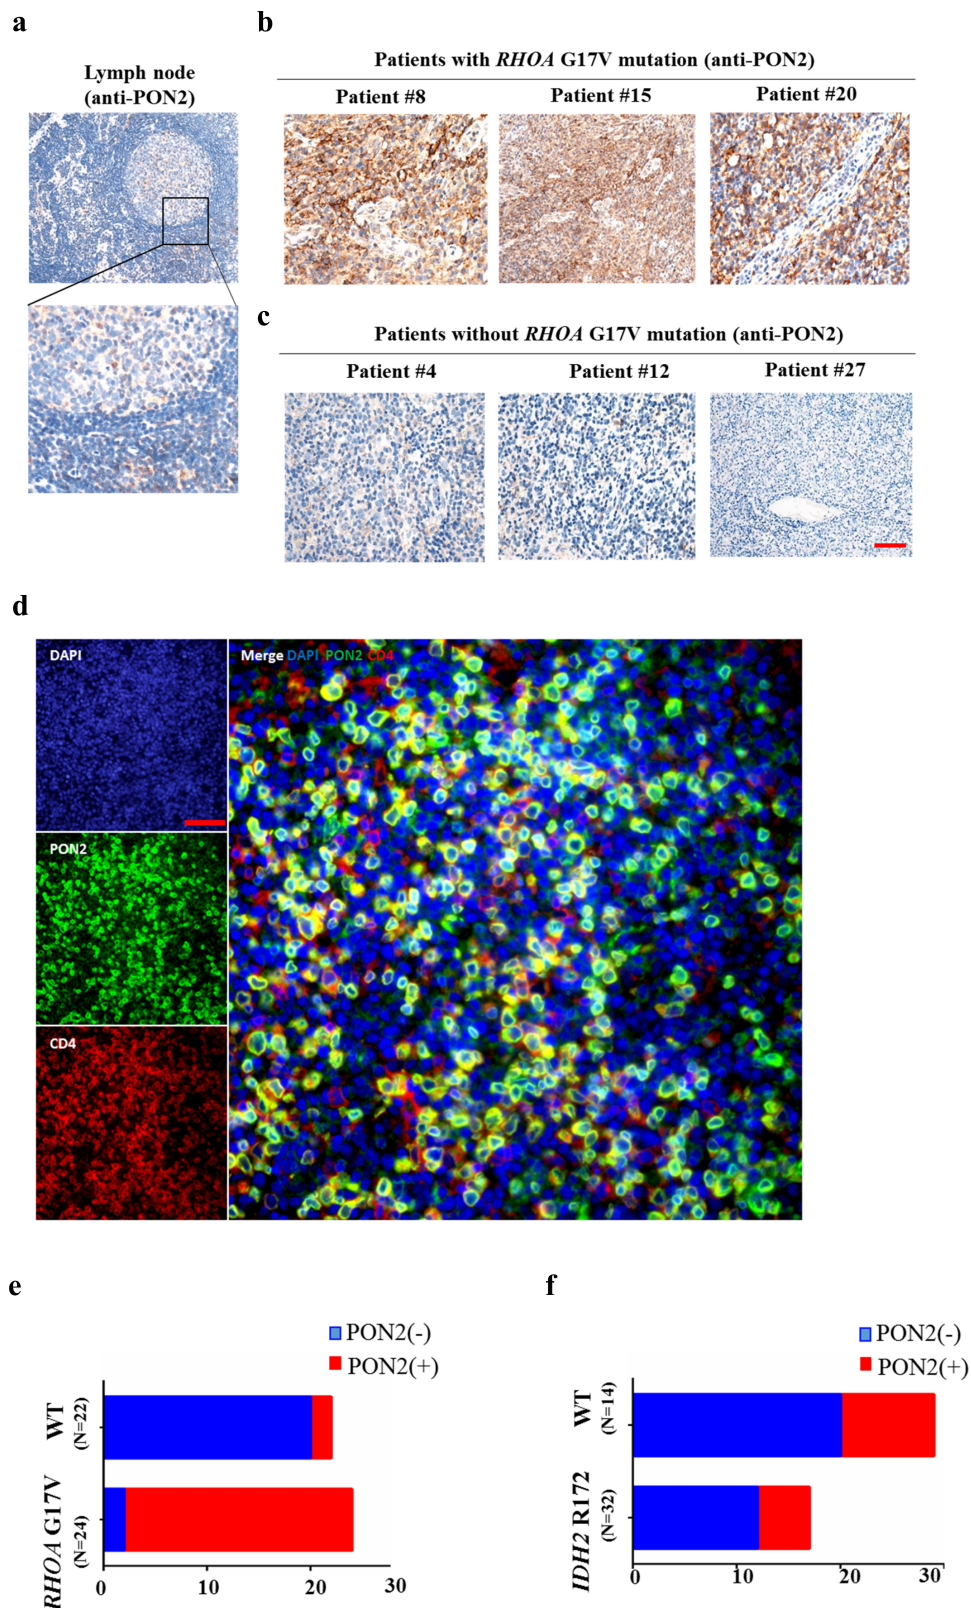 a
Lymph node
(anti-PON2)
b
Patients with RHOA G17V mutation (anti-PON2)
Patient #8 Patient #15 Patient #20
c
Patients without RHOA G17V mutation (anti-PON2)
Patient #4 Patient #12 Patient #27
d
DAPI
PON2
CD4
Merge DAPI PON2 CD4
e
PON2(-)
PON2(+)
WT
(N=22)
RHOA G17V
(N=24)
0 10 20 30
f
PON2(-)
PON2(+)
WT
(N=14)
IDH2 R172
(N=32)
0 10 20 30